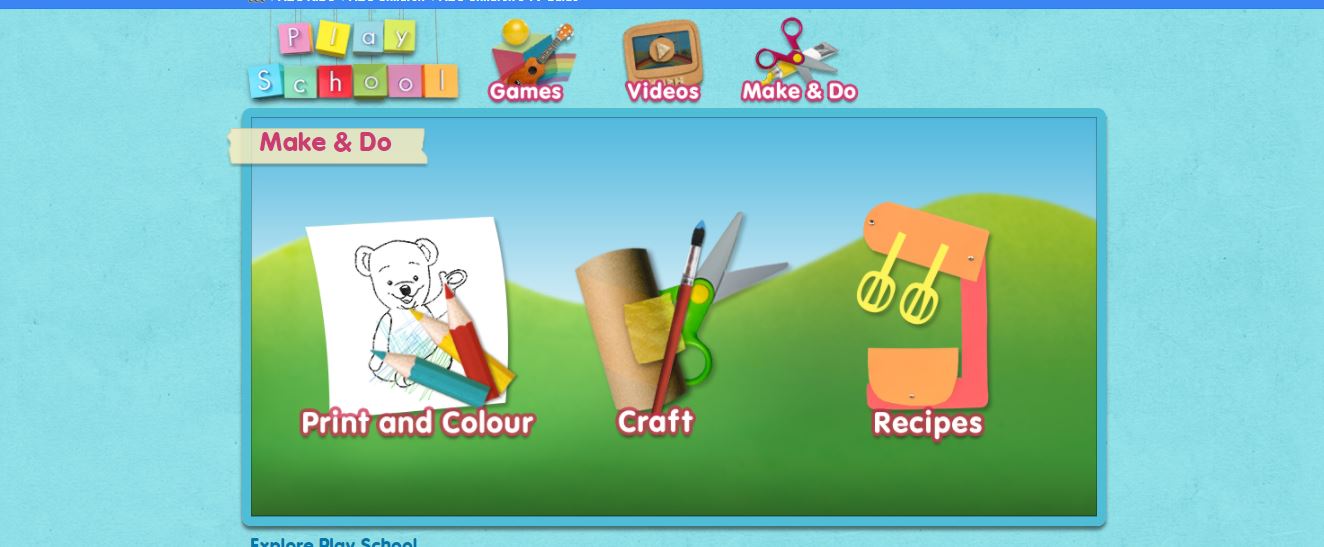 Play
School
Games
Videos
Make & Do
Make & Do
Print and Colour
Craft
Recipes
Explore Play School